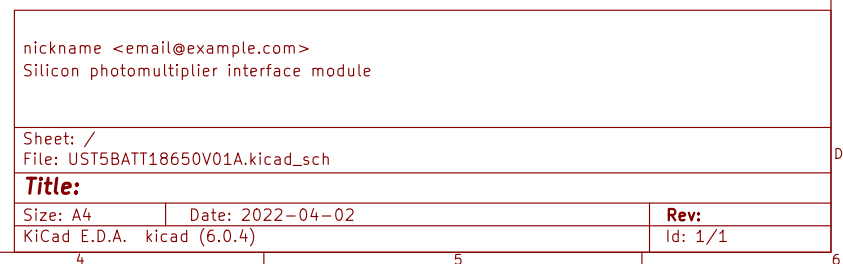 nickname <email@example.com>
Silicon photomultiplier interface module
Sheet: /
File: UST5BATT18650V01A.kicad_sch
D
Title:
Size: A4 Date: 2022-04-02 Rev:
KiCad E.D.A. kicad (6.0.4) Id: 1/1
4 5 6